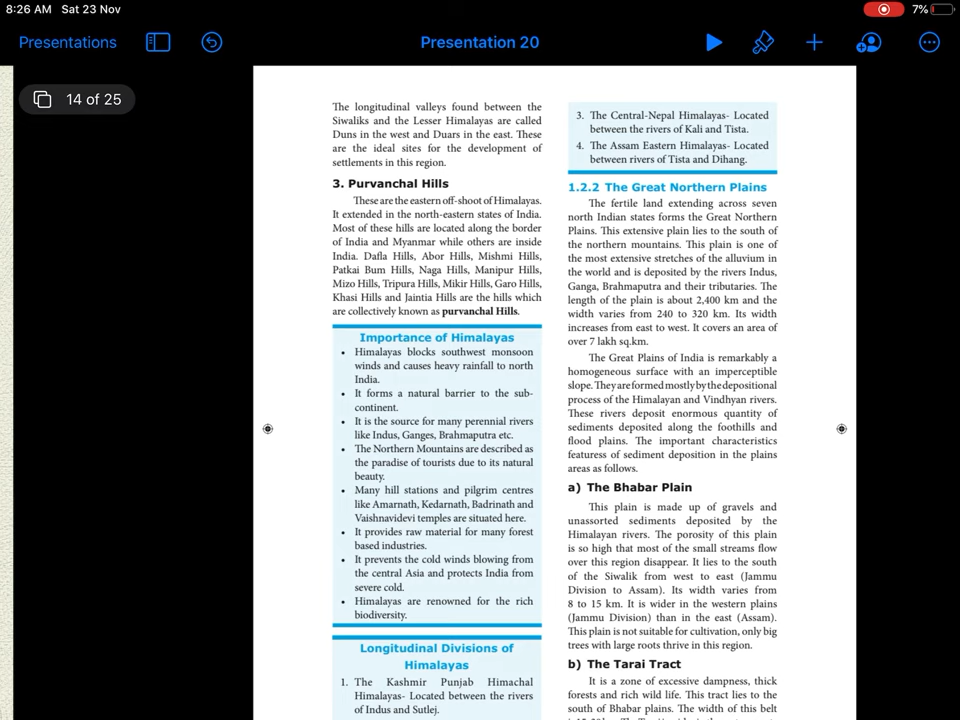 8:26 AM Sat 23 Nov
7%
Presentations
Presentation 20
14 of 25
The longitudinal valleys found between the
Siwaliks and the Lesser Himalayas are called
Duns in the west and Duars in the east. These
are the ideal sites for the development of
settlements in this region.
3. Purvanchal Hills
These are the eastern off-shoot of Himalayas.
It extended in the north-eastern states of India.
Most of these hills are located along the border
of India and Myanmar while others are inside
India. Dafla Hills, Abor Hills, Mishmi Hills,
Patkai Bum Hills, Naga Hills, Manipur Hills,
Mizo Hills, Tripura Hills, Mikir Hills, Garo Hills,
Khasi Hills and Jaintia Hills are the hills which
are collectively known as purvanchal Hills.
Importance of Himalayas
• Himalayas blocks southwest monsoon
winds and causes heavy rainfall to north
India.
• It forms a natural barrier to the sub-
continent.
• It is the source for many perennial rivers
like Indus, Ganges, Brahmaputra etc.
• The Northern Mountains are described as
the paradise of tourists due to its natural
beauty.
• Many hill stations and pilgrim centres
like Amarnath, Kedarnath, Badrinath and
Vaishnavidevi temples are situated here.
• It provides raw material for many forest
based industries.
• It prevents the cold winds blowing from
the central Asia and protects India from
severe cold.
• Himalayas are renowned for the rich
biodiversity.
Longitudinal Divisions of
Himalayas
1. The Kashmir Punjab Himachal
Himalayas- Located between the rivers
of Indus and Sutlej.
3. The Central-Nepal Himalayas- Located
between the rivers of Kali and Tista.
4. The Assam Eastern Himalayas- Located
between rivers of Tista and Dihang.
1.2.2 The Great Northern Plains
The fertile land extending across seven
north Indian states forms the Great Northern
Plains. This extensive plain lies to the south of
the northern mountains. This plain is one of
the most extensive stretches of the alluvium in
the world and is deposited by the rivers Indus,
Ganga, Brahmaputra and their tributaries. The
length of the plain is about 2,400 km and the
width varies from 240 to 320 km. Its width
increases from east to west. It covers an area of
over 7 lakh sq.km.
The Great Plains of India is remarkably a
homogeneous surface with an imperceptible
slope. They are formed mostly by the depositional
process of the Himalayan and Vindhyan rivers.
These rivers deposit enormous quantity of
sediments deposited along the foothills and
flood plains. The important characteristics
featuress of sediment deposition in the plains
areas as follows.
a) The Bhabar Plain
This plain is made up of gravels and
unassorted sediments deposited by the
Himalayan rivers. The porosity of this plain
is so high that most of the small streams flow
over this region disappear. It lies to the south
of the Siwalik from west to east (Jammu
Division to Assam). Its width varies from
8 to 15 km. It is wider in the western plains
(Jammu Division) than in the east (Assam).
This plain is not suitable for cultivation, only big
trees with large roots thrive in this region.
b) The Tarai Tract
It is a zone of excessive dampness, thick
forests and rich wild life. This tract lies to the
south of Bhabar plains. The width of this belt